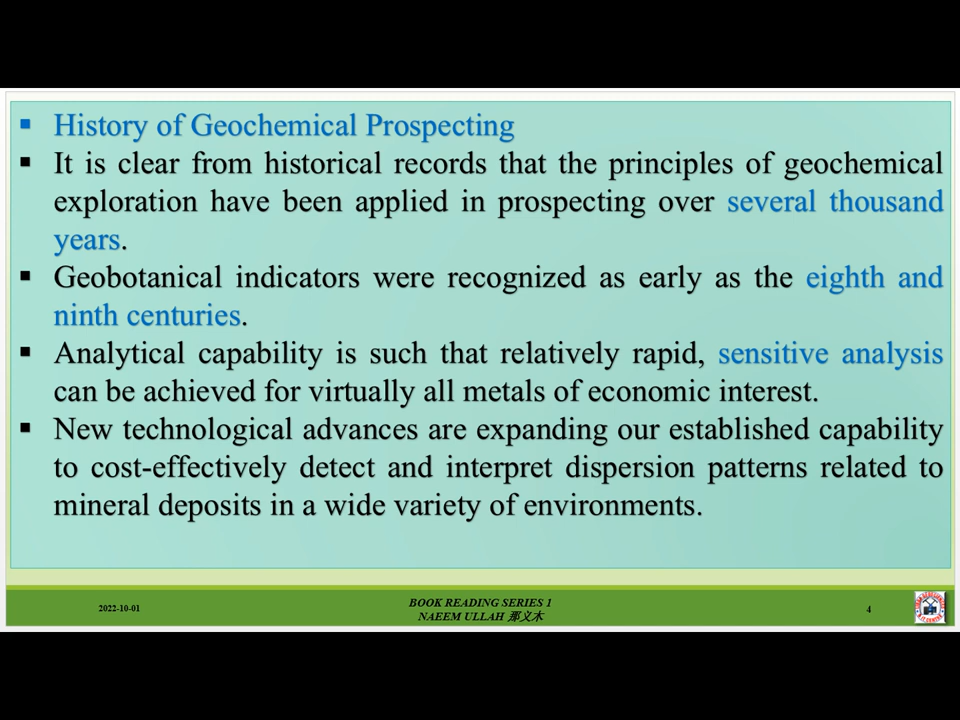 ▪ History of Geochemical Prospecting
▪ It is clear from historical records that the principles of geochemical
exploration have been applied in prospecting over several thousand
years.
▪ Geobotanical indicators were recognized as early as the eighth and
ninth centuries.
▪ Analytical capability is such that relatively rapid, sensitive analysis
can be achieved for virtually all metals of economic interest.
▪ New technological advances are expanding our established capability
to cost-effectively detect and interpret dispersion patterns related to
mineral deposits in a wide variety of environments.
2022-10-01
BOOK READING SERIES 1
NAEEM ULLAH 那义木
4